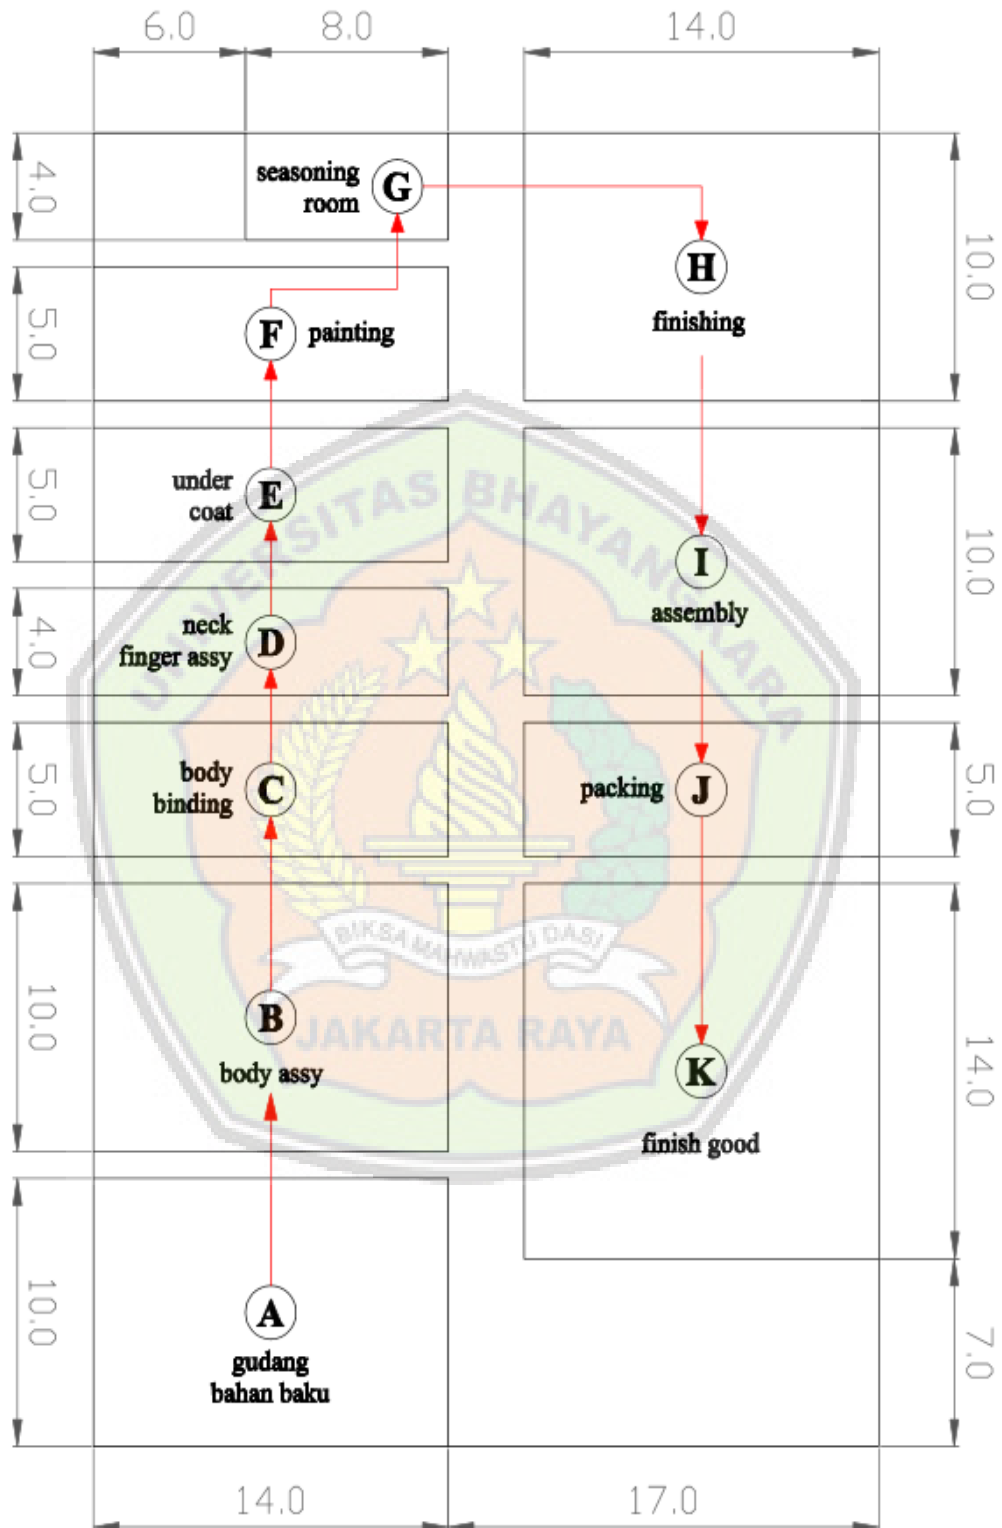 6.0
8.0
14.0
4.0
seasoning
room
G
10.0
H
finishing
5.0
F
painting
5.0
under
coat
E
UNIVERSITAS BHAYANGKARA
10.0
I
assembly
4.0
neck
finger assy
D
5.0
body
binding
C
packing
J
5.0
BIKSA MAHWASTU DASI
JAKARTA RAYA
10.0
B
body assy
K
finish good
14.0
10.0
A
gudang
bahan baku
7.0
14.0
17.0